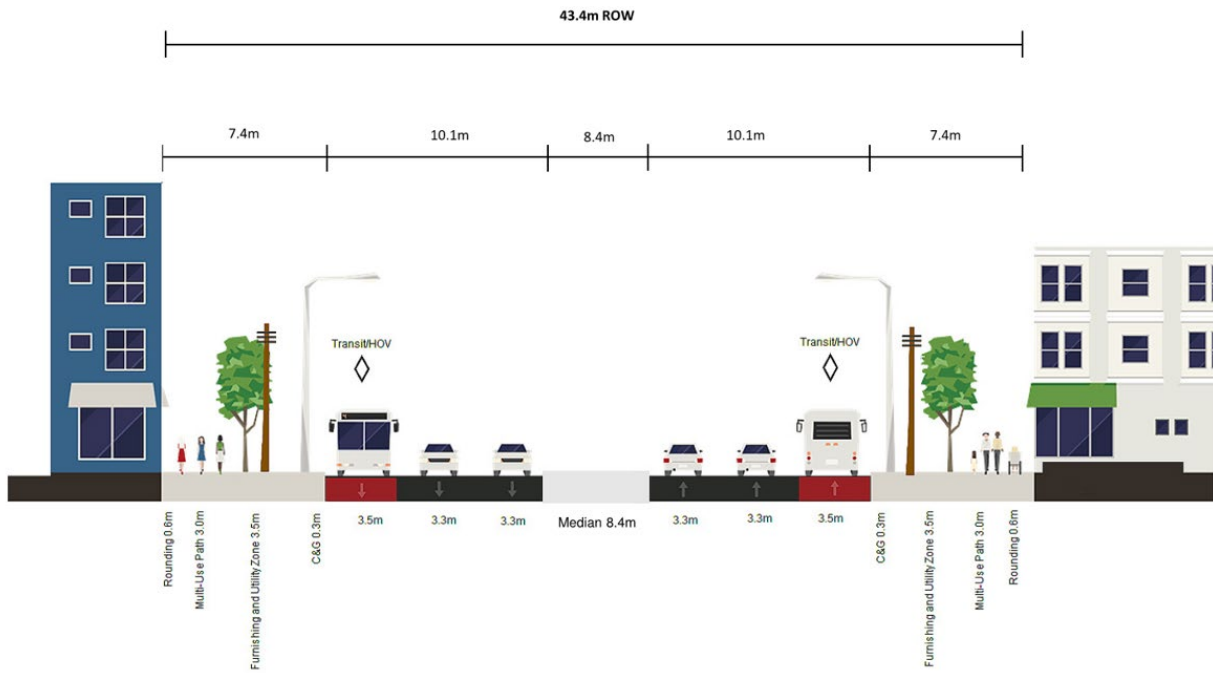 43.4m ROW
7.4m
10.1m
8.4m
10.1m
7.4m
Transit/HOV
Transit/HOV
3.5m
3.3m
3.3m
Median 8.4m
3.3m
3.3m
3.5m
Rounding 0.6m
Multi-Use Path 3.0m
Furnishing and Utility Zone 3.5m
C&G 0.3m
C&G 0.3m
Furnishing and Utility Zone 3.5m
Multi-Use Path 3.0m
Rounding 0.6m